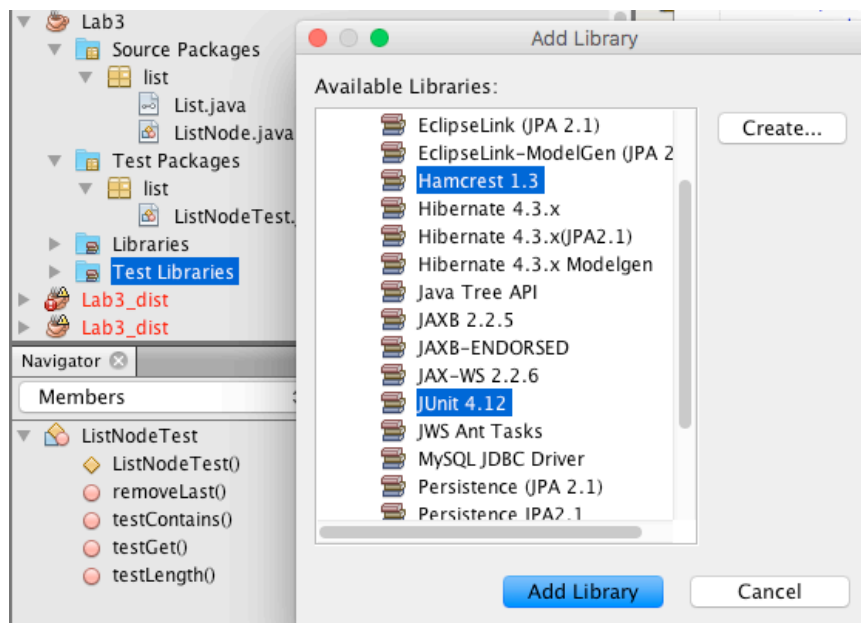 Lab3
Source Packages
list
List.java
ListNode.java
Test Packages
list
ListNodeTest.
Libraries
Test Libraries
Lab3_dist
Lab3_dist
Navigator
Members
ListNodeTest
ListNodeTest()
removeLast()
testContains()
testGet()
testLength()
Add Library
Available Libraries:
EclipseLink (JPA 2.1)
EclipseLink-ModelGen (JPA 2
Hamcrest 1.3
Hibernate 4.3.x
Hibernate 4.3.x(JPA2.1)
Hibernate 4.3.x Modelgen
Java Tree API
JAXB 2.2.5
JAXB-ENDORSED
JAX-WS 2.2.6
JUnit 4.12
JWS Ant Tasks
MySQL JDBC Driver
Persistence (JPA 2.1)
Persistence JPA2.1
Create...
Add Library
Cancel